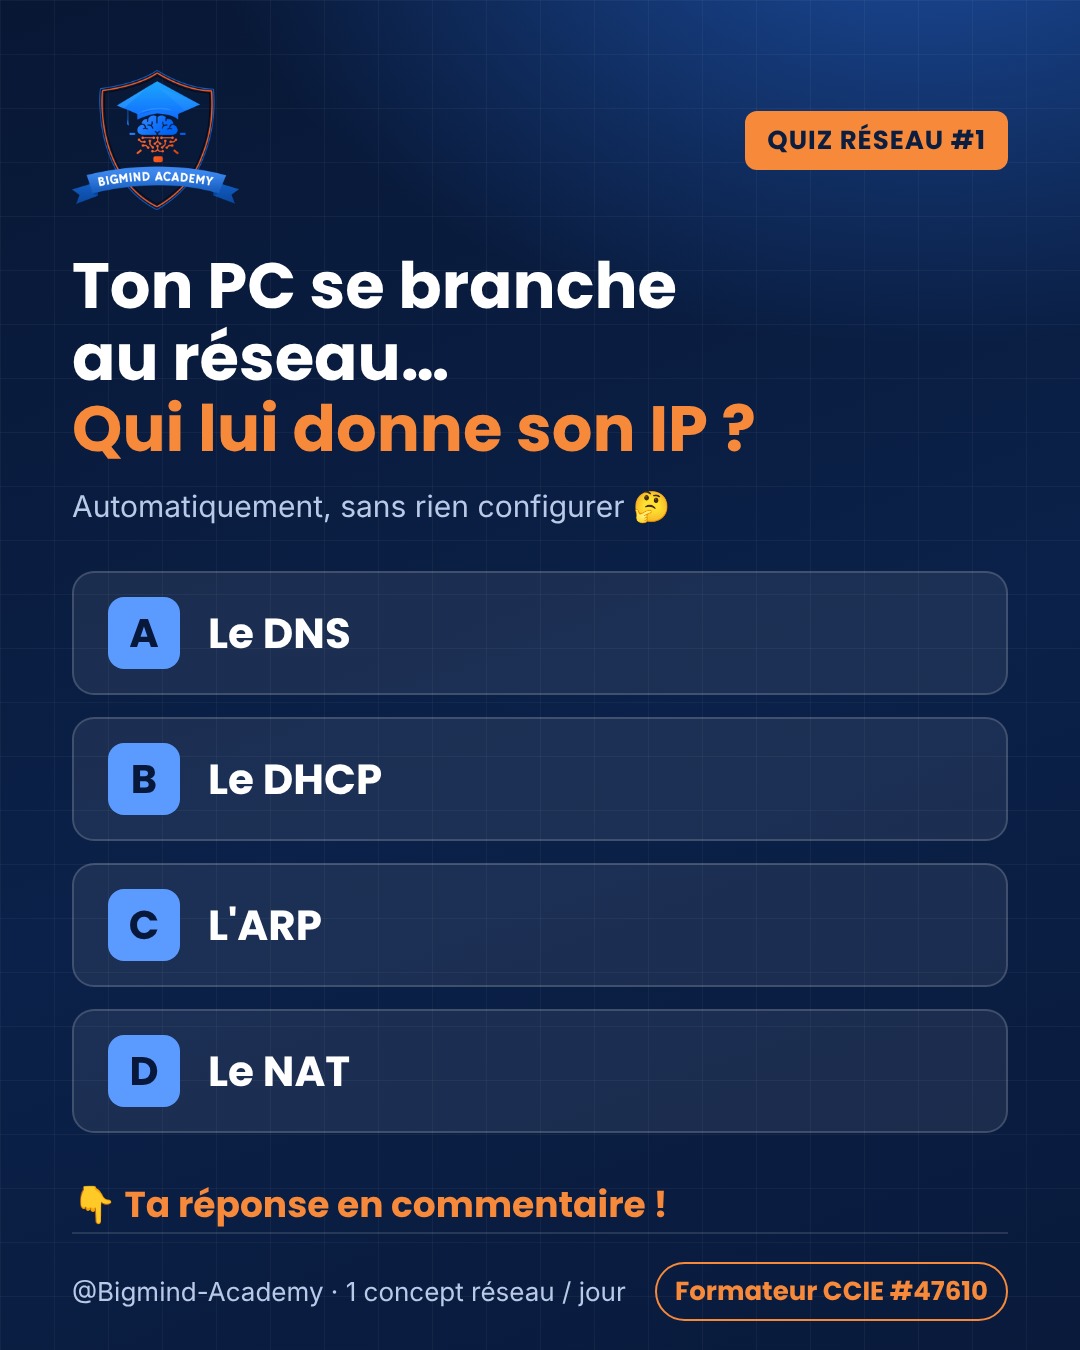 BIGMIND ACADEMY
QUIZ RÉSEAU #1
Ton PC se branche
au réseau...
Qui lui donne son IP ?
Automatiquement, sans rien configurer 🤔
A Le DNS
B Le DHCP
C L'ARP
D Le NAT
👇 Ta réponse en commentaire !
@Bigmind-Academy · 1 concept réseau / jour
Formateur CCIE #47610